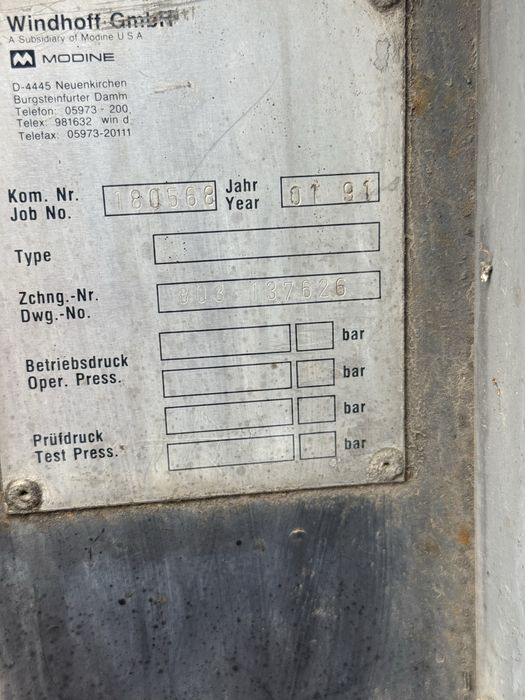 Windhoff GmbH
A Subsidiary of Modine U S A
MODINE
D-4445 Neuenkirchen
Burgsteinfurter Damm
Telefon: 05973 - 200
Telex: 981632 win d
Telefax: 05973-20111
Kom. Nr. 180568 Jahr 01 91
Job No. Year
Type
Zchng.-Nr. 803-137626
Dwg.-No.
bar
Betriebsdruck
Oper. Press. bar
bar
Prüfdruck
Test Press. bar